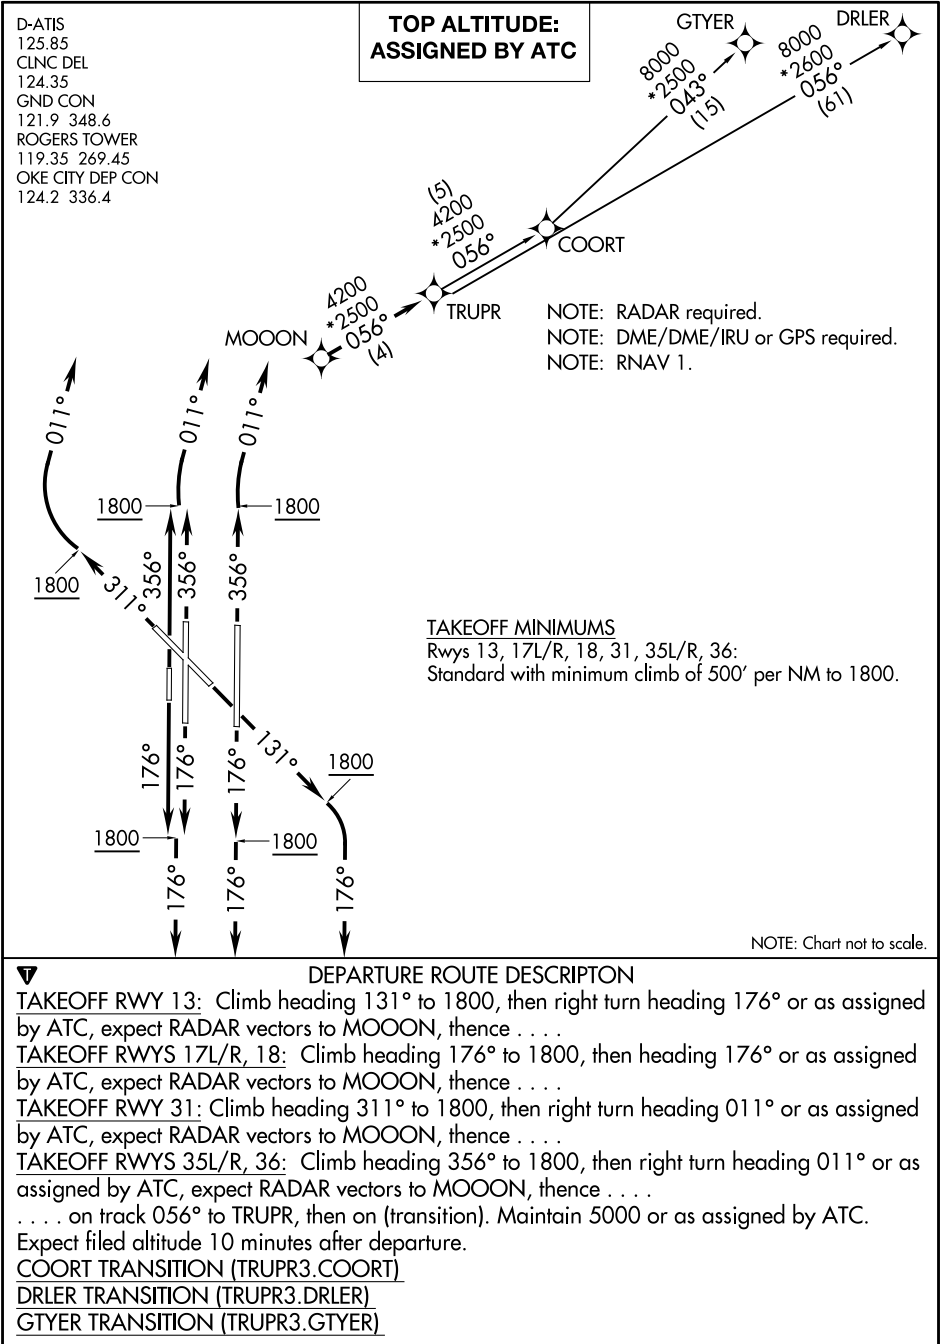 D-ATIS
125.85
CLNC DEL
124.35
GND CON
121.9 348.6
ROGERS TOWER
119.35 269.45
OKE CITY DEP CON
124.2 336.4
TOP ALTITUDE:
ASSIGNED BY ATC
GTYER
DRLER
8000
*2500
043°
(15)
8000
*2600
056°
(61)
(5)
4200
*2500
056°
COORT
TRUPR
4200
*2500
056°
(4)
MOOON
NOTE: RADAR required.
NOTE: DME/DME/IRU or GPS required.
NOTE: RNAV 1.
011°
011°
011°
1800
1800
1800
311°
356°
356°
356°
TAKEOFF MINIMUMS
Rwys 13, 17L/R, 18, 31, 35L/R, 36:
Standard with minimum climb of 500' per NM to 1800.
176°
176°
176°
131°
1800
1800
1800
176°
176°
176°
NOTE: Chart not to scale.
T
DEPARTURE ROUTE DESCRIPTON
TAKEOFF RWY 13: Climb heading 131° to 1800, then right turn heading 176° or as assigned
by ATC, expect RADAR vectors to MOOON, thence . . . .
TAKEOFF RWYS 17L/R, 18: Climb heading 176° to 1800, then heading 176° or as assigned
by ATC, expect RADAR vectors to MOOON, thence . . . .
TAKEOFF RWY 31: Climb heading 311° to 1800, then right turn heading 011° or as assigned
by ATC, expect RADAR vectors to MOOON, thence . . . .
TAKEOFF RWYS 35L/R, 36: Climb heading 356° to 1800, then right turn heading 011° or as
assigned by ATC, expect RADAR vectors to MOOON, thence . . . .
. . . . on track 056° to TRUPR, then on (transition). Maintain 5000 or as assigned by ATC.
Expect filed altitude 10 minutes after departure.
COORT TRANSITION (TRUPR3.COORT)
DRLER TRANSITION (TRUPR3.DRLER)
GTYER TRANSITION (TRUPR3.GTYER)